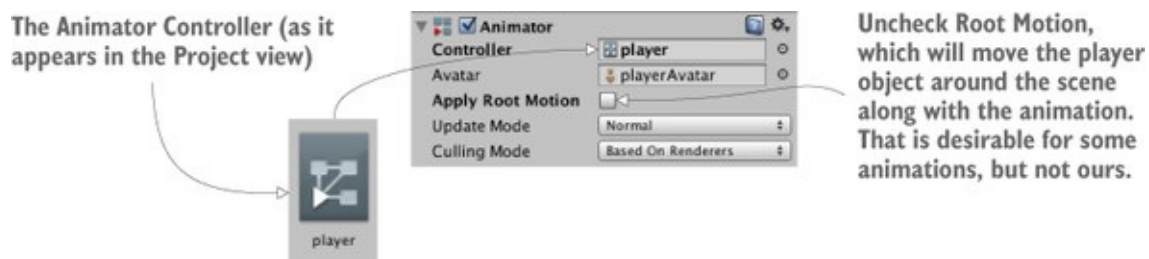 The Animator Controller (as it
appears in the Project view)
player
Animator
Controller
player
Avatar
playerAvatar
Apply Root Motion
Update Mode
Normal
Culling Mode
Based On Renderers
Uncheck Root Motion,
which will move the player
object around the scene
along with the animation.
That is desirable for some
animations, but not ours.